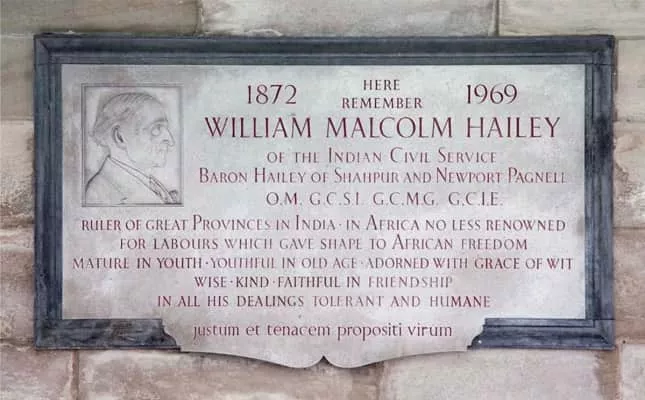 1872 HERE REMEMBER 1969
WILLIAM MALCOLM HAILEY
OF THE INDIAN CIVIL SERVICE
BARON HAILEY OF SHAHPUR AND NEWPORT PAGNELL
O.M. G.C.S.I. G.C.M.G. G.C.I.E.
RULER OF GREAT PROVINCES IN INDIA · IN AFRICA NO LESS RENOWNED
FOR LABOURS WHICH GAVE SHAPE TO AFRICAN FREEDOM
MATURE IN YOUTH · YOUTHFUL IN OLD AGE · ADORNED WITH GRACE OF WIT
WISE · KIND · FAITHFUL IN FRIENDSHIP
IN ALL HIS DEALINGS TOLERANT AND HUMANE
justum et tenacem propositi virum